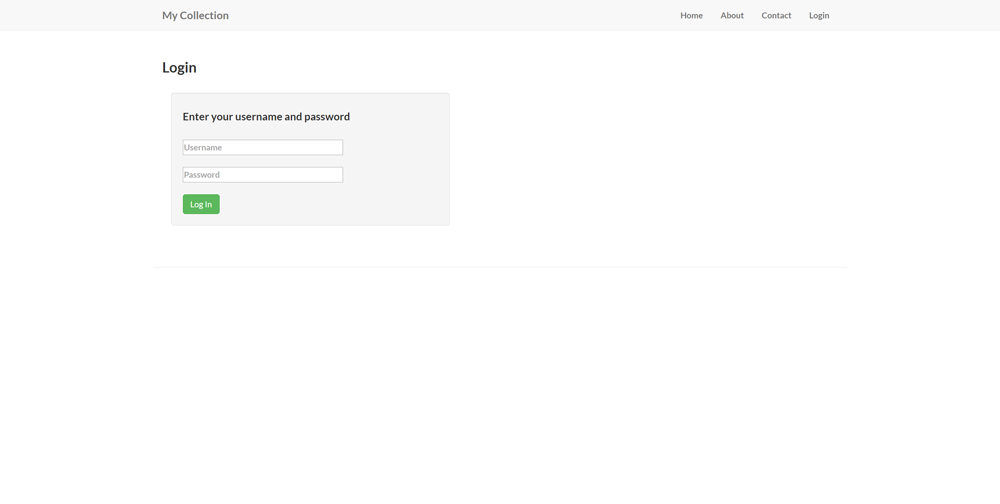 My Collection
Home About Contact Login
Login
Enter your username and password
Username
Password
Log in